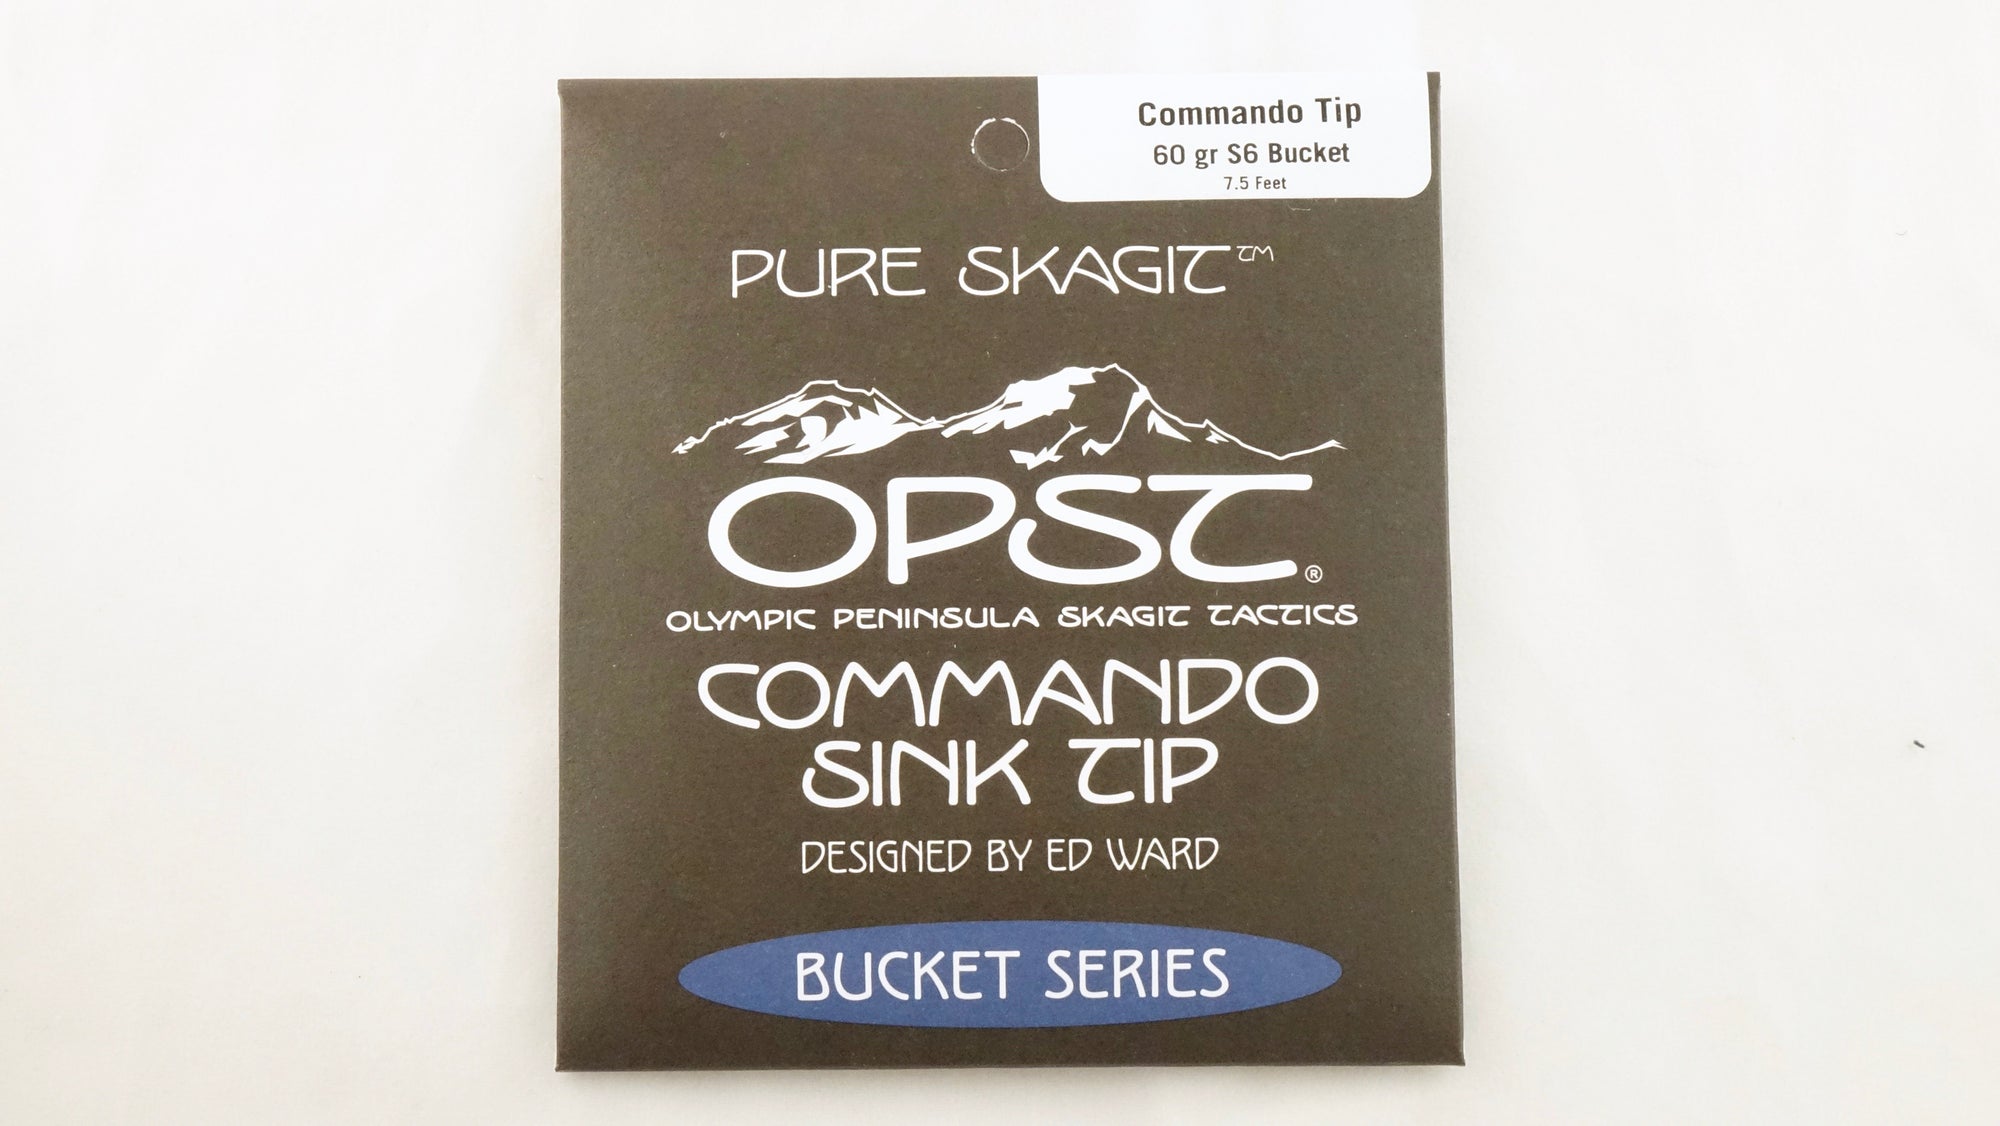 Commando Tip
60 gr S6 Bucket
7.5 Feet
PURE SKAGIT™
OPST®
OLYMPIC PENINSULA SKAGIT TACTICS
COMMANDO
SINK TIP
DESIGNED BY ED WARD
BUCKET SERIES